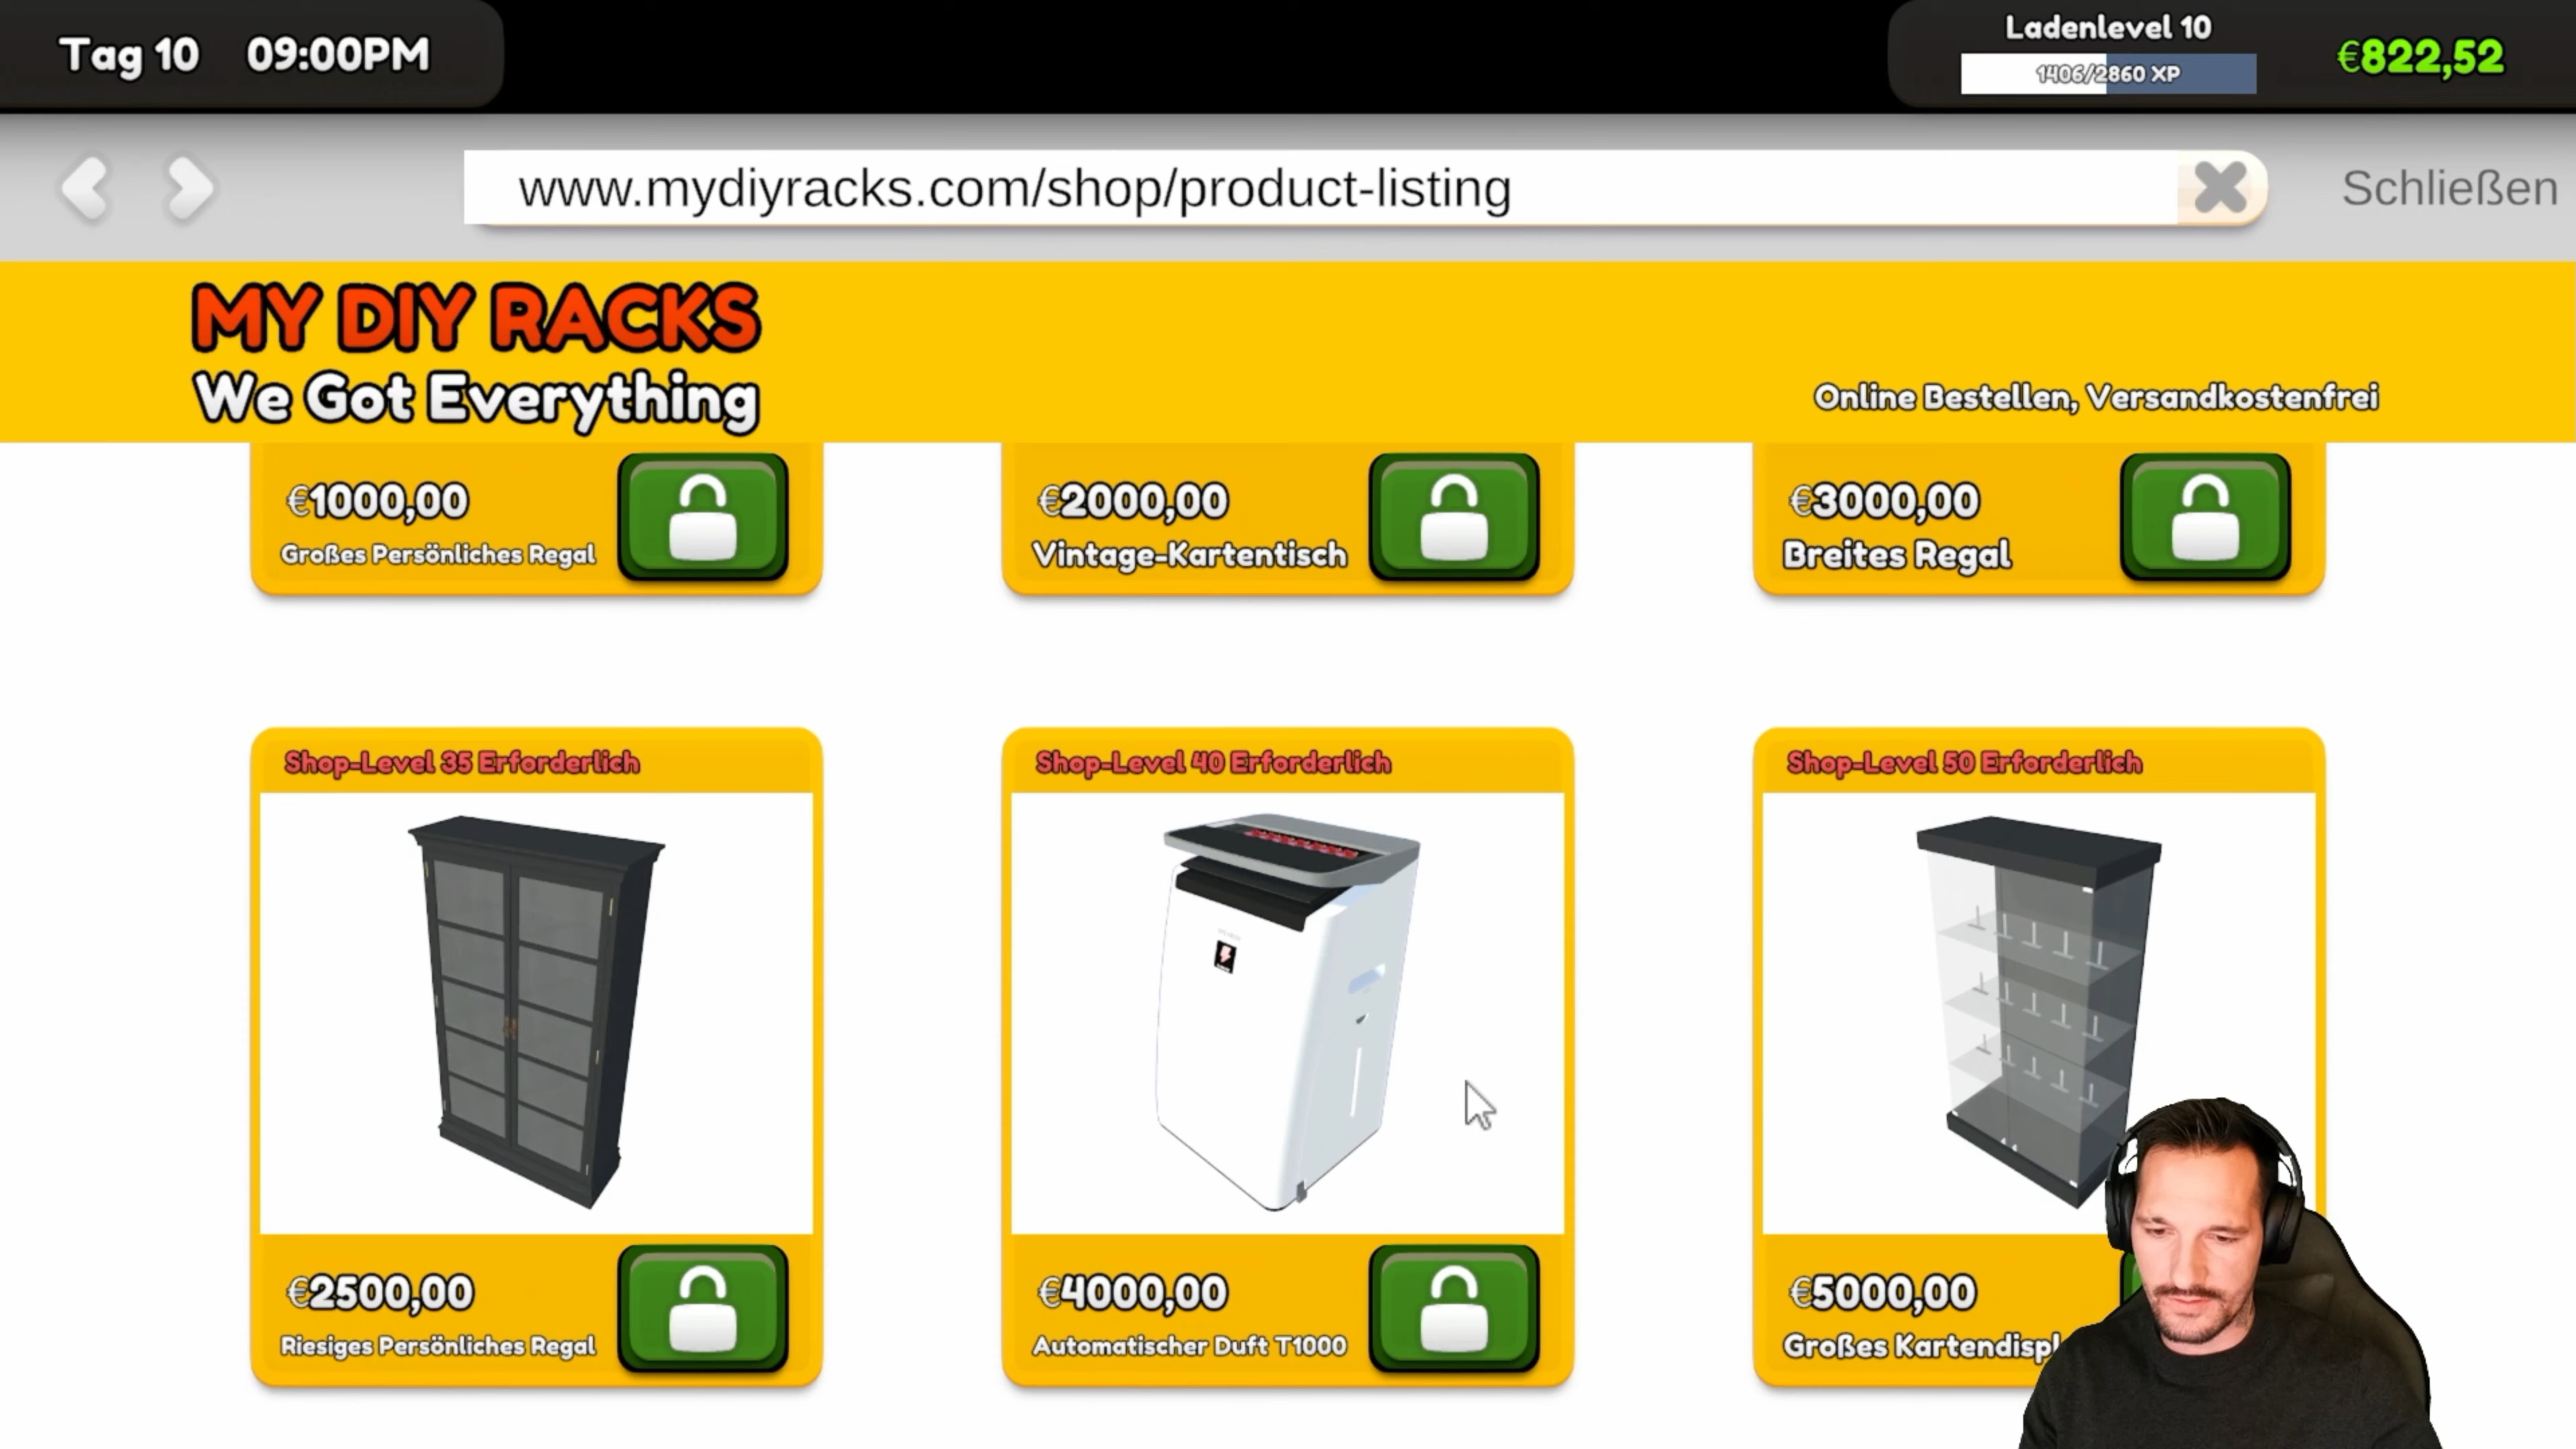 Tag 10 09:00PM
Ladenlevel 10
1406/2860 XP
€822,52
www.mydiyracks.com/shop/product-listing
Schließen
MY DIY RACKS
We Got Everything
Online Bestellen, Versandkostenfrei
€1000,00
Großes Persönliches Regal
€2000,00
Vintage-Kartentisch
€3000,00
Breites Regal
Shop-Level 35 Erforderlich
€2500,00
Riesiges Persönliches Regal
Shop-Level 40 Erforderlich
€4000,00
Automatischer Duft T1000
Shop-Level 50 Erforderlich
€5000,00
Großes Kartendispl